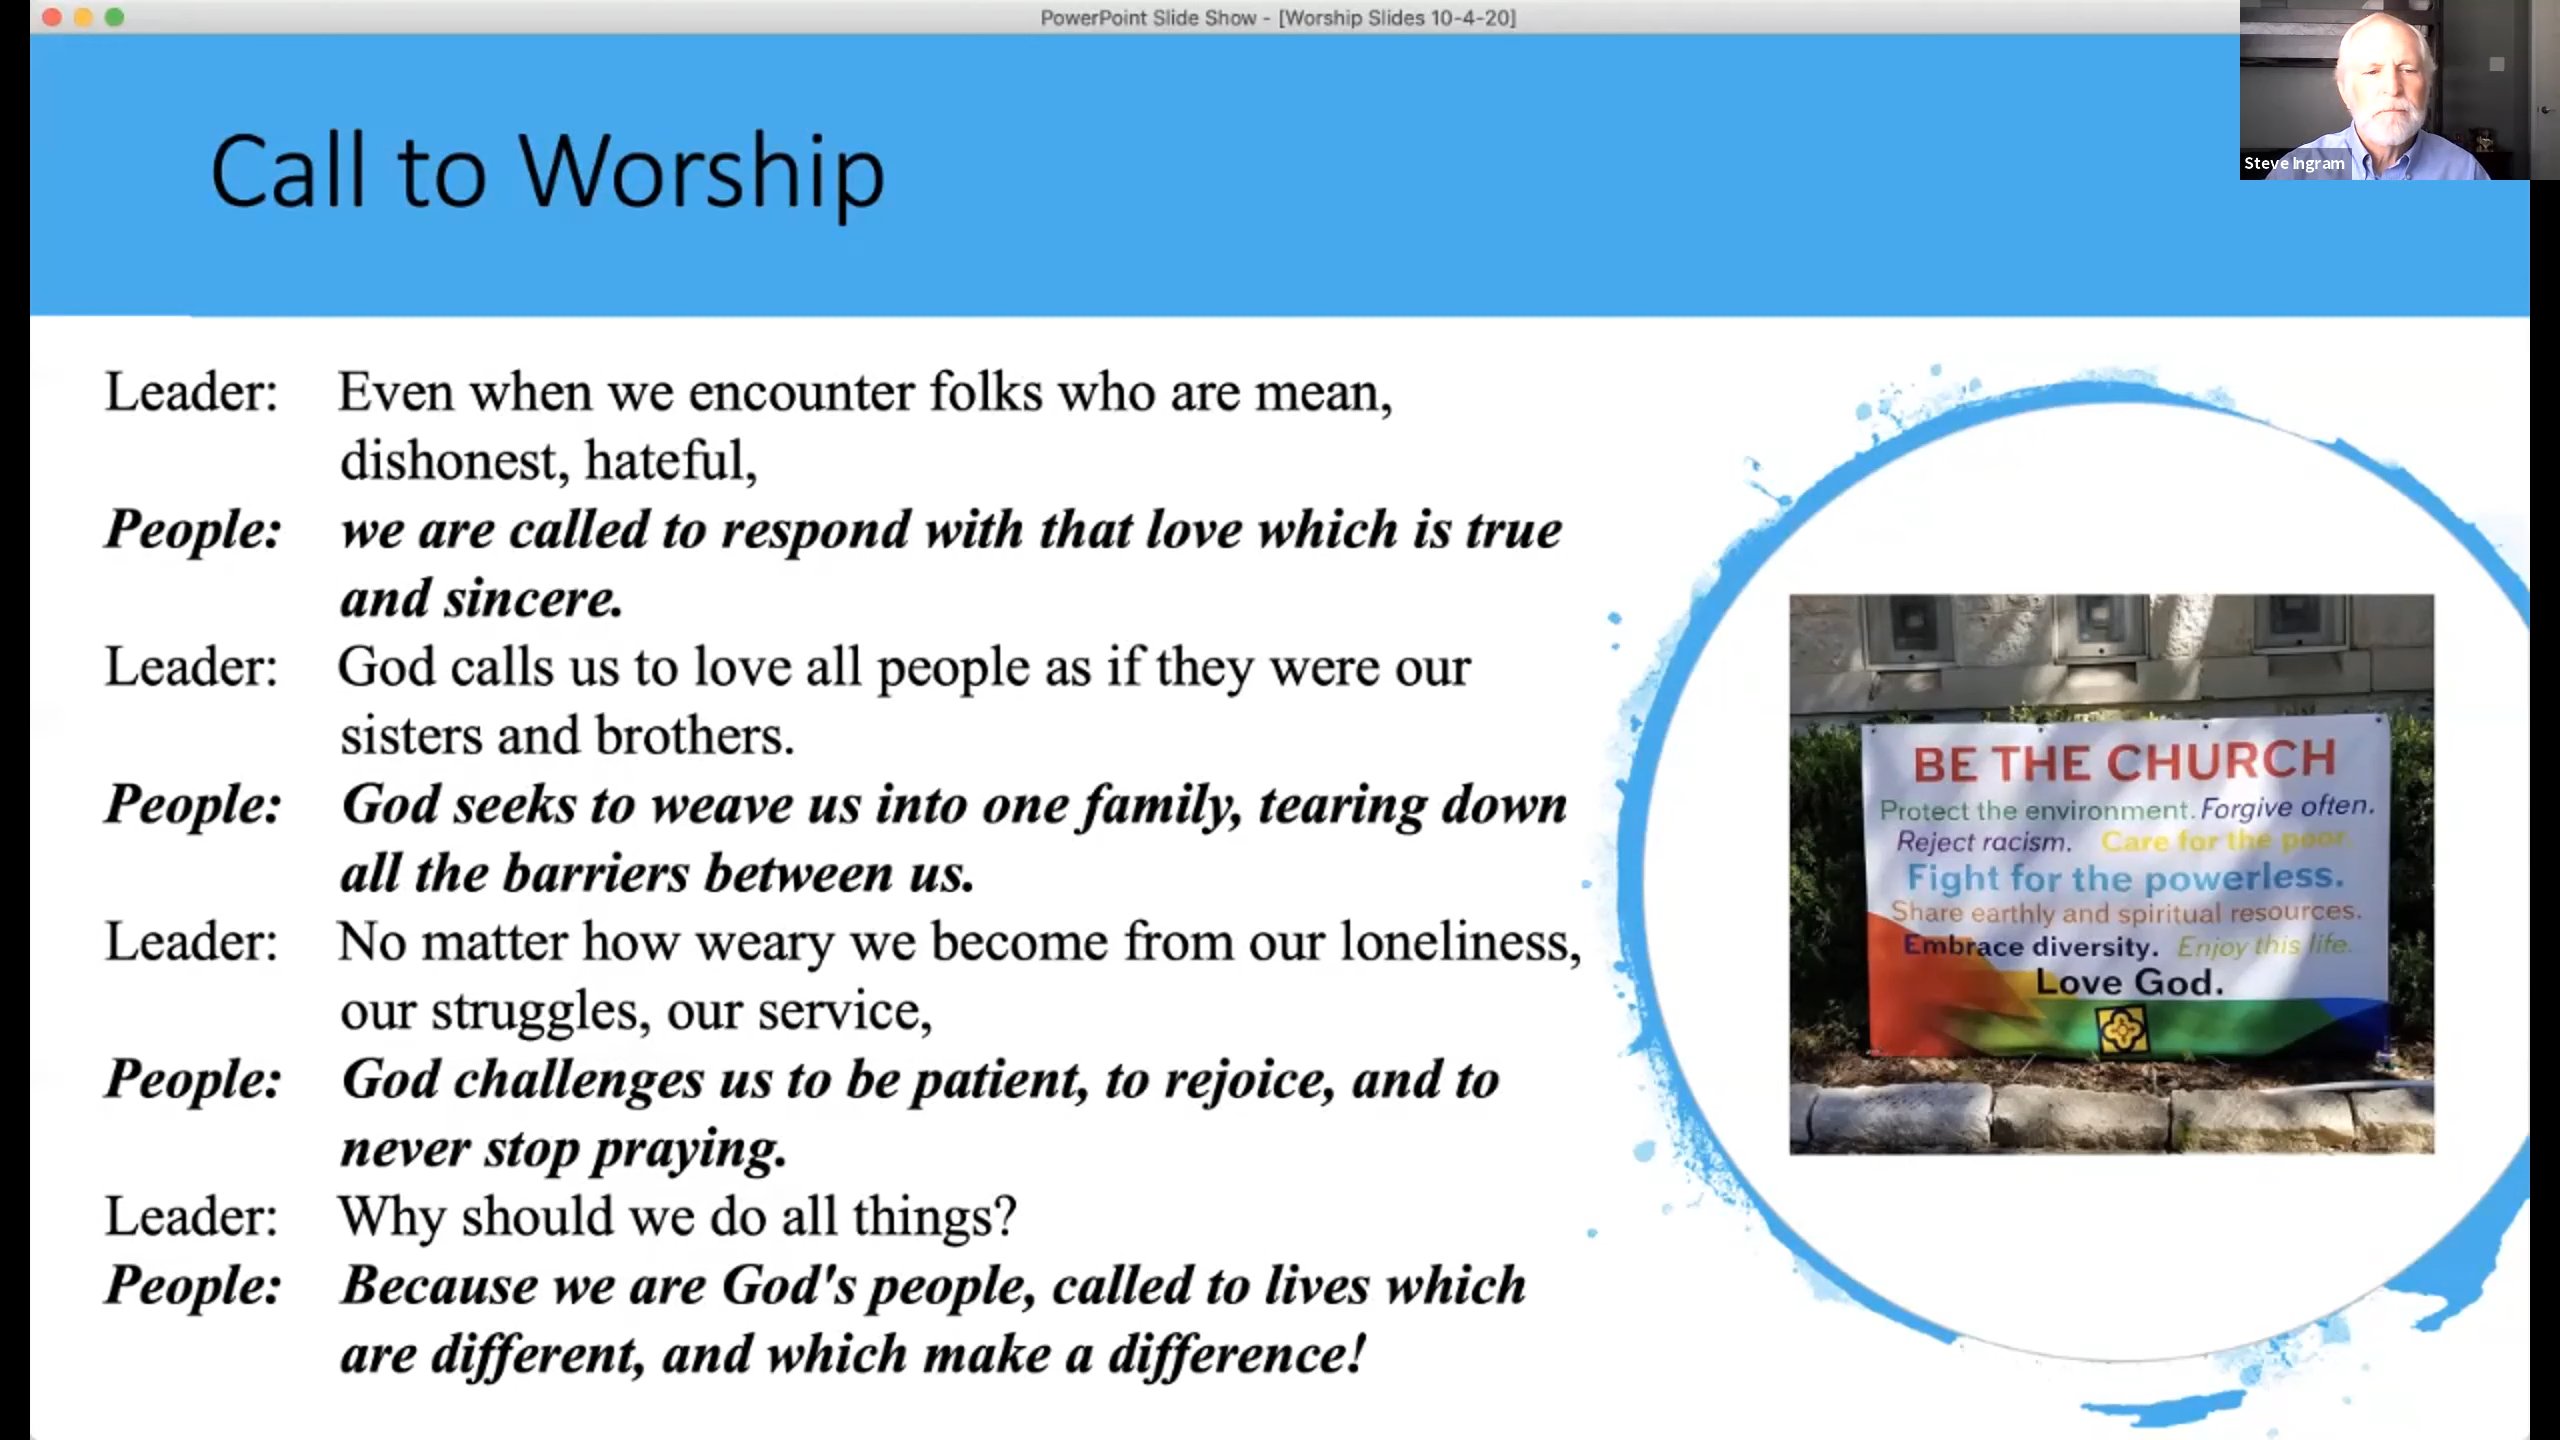 PowerPoint Slide Show - [Worship Slides 10-4-20]
Steve Ingram
Call to Worship
Leader: Even when we encounter folks who are mean,
dishonest, hateful,
People: we are called to respond with that love which is true
and sincere.
Leader: God calls us to love all people as if they were our
sisters and brothers.
People: God seeks to weave us into one family, tearing down
all the barriers between us.
Leader: No matter how weary we become from our loneliness,
our struggles, our service,
People: God challenges us to be patient, to rejoice, and to
never stop praying.
Leader: Why should we do all things?
People: Because we are God's people, called to lives which
are different, and which make a difference!
BE THE CHURCH
Protect the environment. Forgive often.
Reject racism. Care for the poor.
Fight for the powerless.
Share earthly and spiritual resources.
Embrace diversity. Enjoy this life.
Love God.